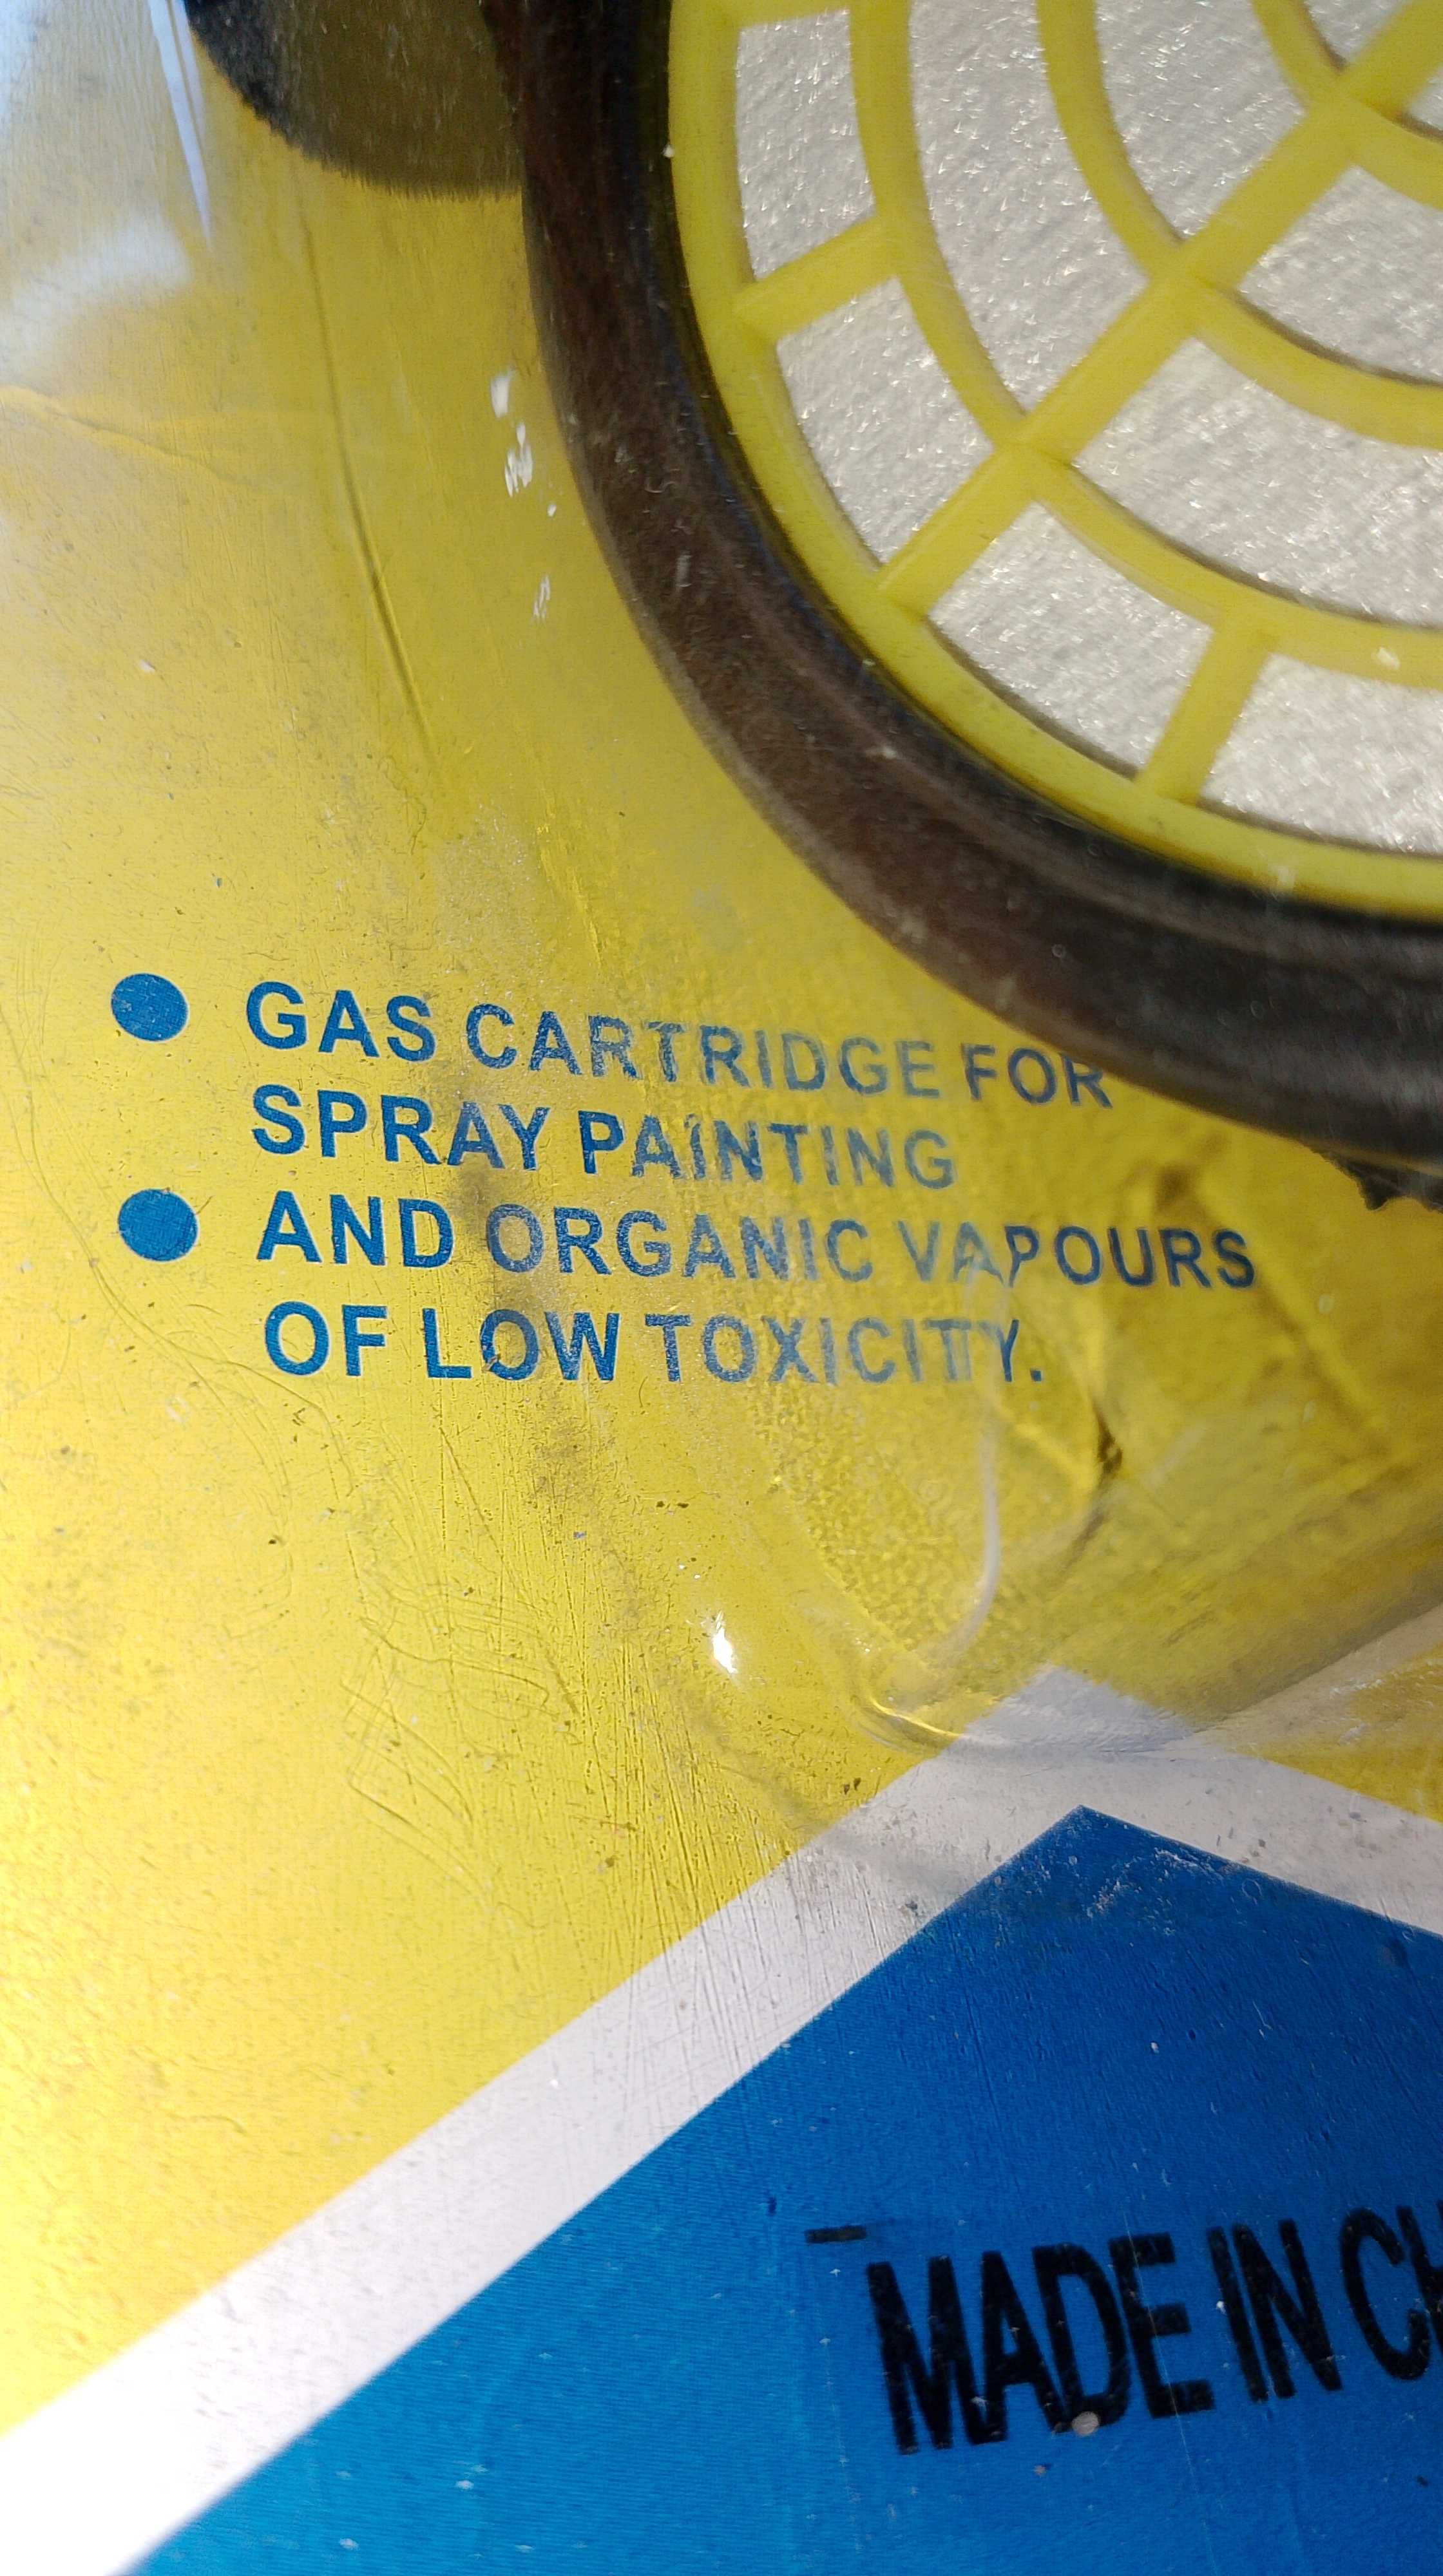 ● GAS CARTRIDGE FOR
SPRAY PAINTING
● AND ORGANIC VAPOURS
OF LOW TOXICITY.
MADE IN